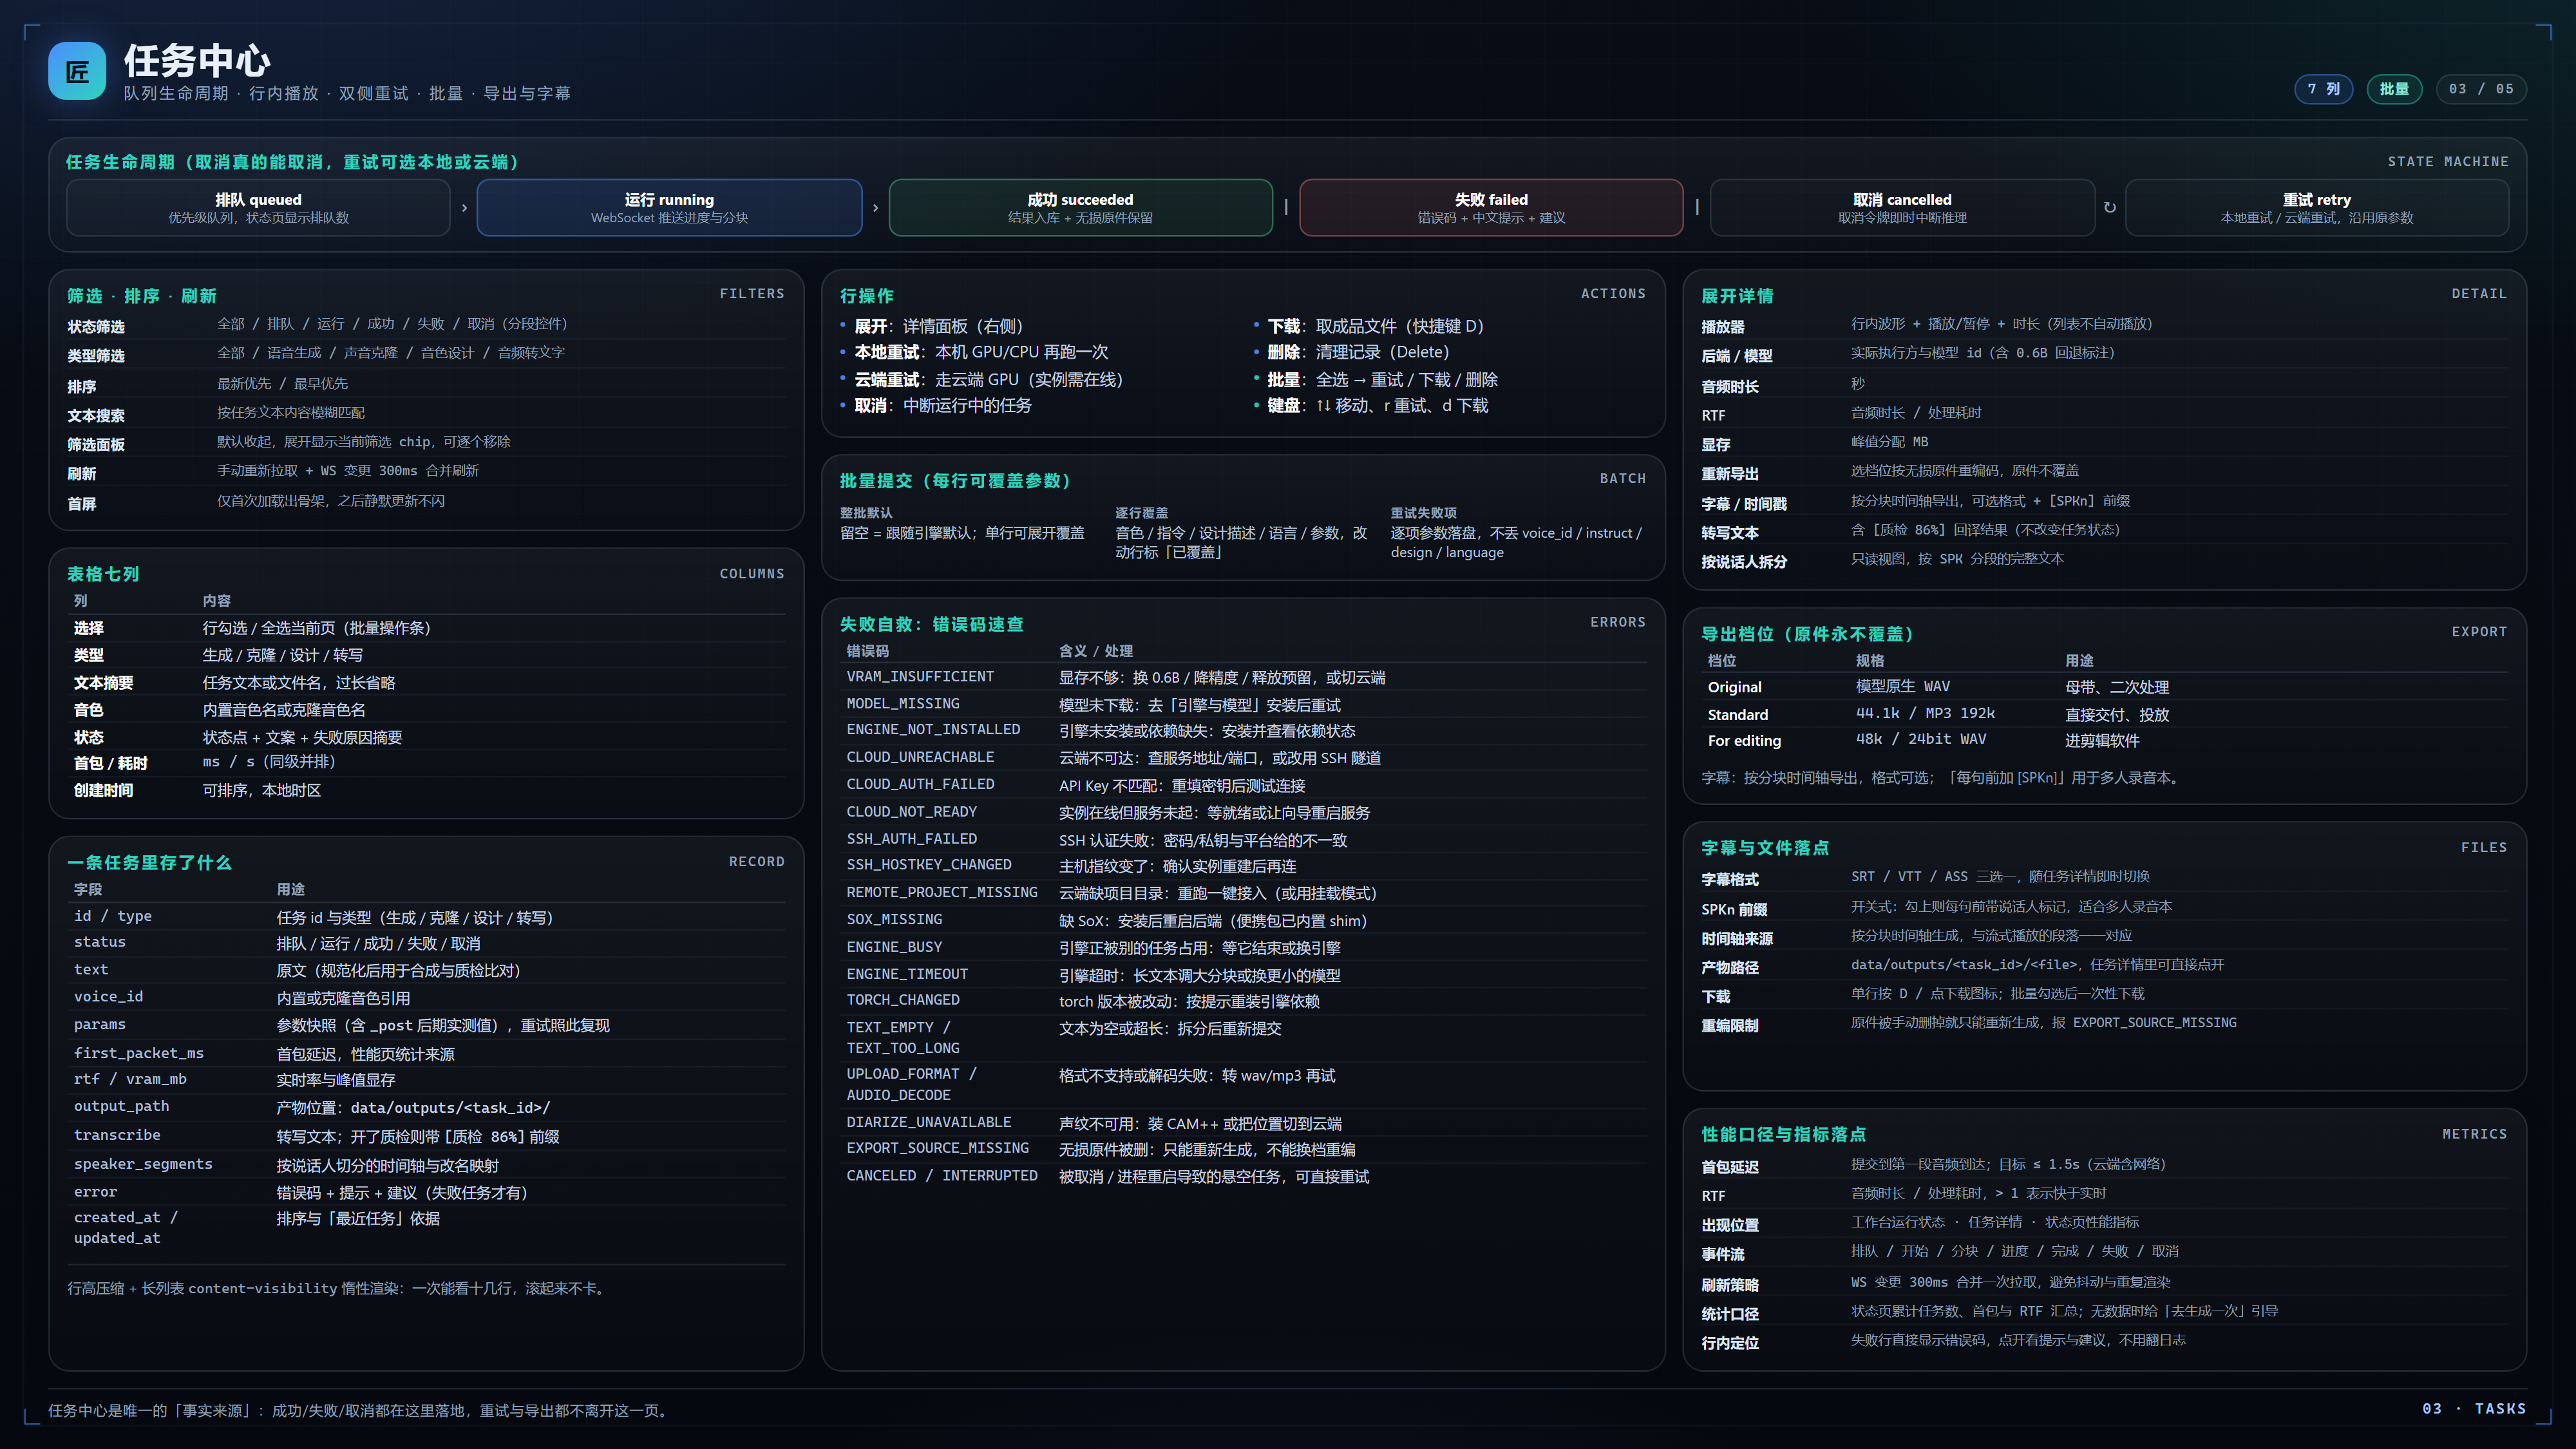 匠
任务中心
队列生命周期 · 行内播放 · 双侧重试 · 批量 · 导出与字幕
7 列
批量
03 / 05
任务生命周期（取消真的能取消，重试可选本地或云端）
STATE MACHINE
排队 queued
优先级队列，状态页显示排队数
›
运行 running
WebSocket 推送进度与分块
›
成功 succeeded
结果入库 + 无损原件保留
|
失败 failed
错误码 + 中文提示 + 建议
|
取消 cancelled
取消令牌即时中断推理
↻
重试 retry
本地重试 / 云端重试，沿用原参数
筛选 · 排序 · 刷新
FILTERS
状态筛选 全部 / 排队 / 运行 / 成功 / 失败 / 取消（分段控件）
类型筛选 全部 / 语音生成 / 声音克隆 / 音色设计 / 音频转文字
排序 最新优先 / 最早优先
文本搜索 按任务文本内容模糊匹配
筛选面板 默认收起，展开显示当前筛选 chip，可逐个移除
刷新 手动重新拉取 + WS 变更 300ms 合并刷新
首屏 仅首次加载出骨架，之后静默更新不闪
表格七列
COLUMNS
列 内容
选择 行勾选 / 全选当前页（批量操作条）
类型 生成 / 克隆 / 设计 / 转写
文本摘要 任务文本或文件名，过长省略
音色 内置音色名或克隆音色名
状态 状态点 + 文案 + 失败原因摘要
首包 / 耗时 ms / s（同级并排）
创建时间 可排序，本地时区
一条任务里存了什么
RECORD
字段 用途
id / type 任务 id 与类型（生成 / 克隆 / 设计 / 转写）
status 排队 / 运行 / 成功 / 失败 / 取消
text 原文（规范化后用于合成与质检比对）
voice_id 内置或克隆音色引用
params 参数快照（含 _post 后期实测值），重试照此复现
first_packet_ms 首包延迟，性能页统计来源
rtf / vram_mb 实时率与峰值显存
output_path 产物位置：data/outputs/<task_id>/
transcribe 转写文本；开了质检则带 [质检 86%] 前缀
speaker_segments 按说话人切分的时间轴与改名映射
error 错误码 + 提示 + 建议（失败任务才有）
created_at / 排序与「最近任务」依据
updated_at
行高压缩 + 长列表 content-visibility 惰性渲染：一次能看十几行，滚起来不卡。
行操作
ACTIONS
• 展开：详情面板（右侧）
• 下载：取成品文件（快捷键 D）
• 本地重试：本机 GPU/CPU 再跑一次
• 删除：清理记录（Delete）
• 云端重试：走云端 GPU（实例需在线）
• 批量：全选 → 重试 / 下载 / 删除
• 取消：中断运行中的任务
• 键盘：↑↓ 移动、r 重试、d 下载
批量提交（每行可覆盖参数）
BATCH
整批默认
留空 = 跟随引擎默认；单行可展开覆盖
逐行覆盖
音色 / 指令 / 设计描述 / 语言 / 参数，改
动行标「已覆盖」
重试失败项
逐项参数落盘，不丢 voice_id / instruct /
design / language
失败自救：错误码速查
ERRORS
错误码 含义 / 处理
VRAM_INSUFFICIENT 显存不够：换 0.6B / 降精度 / 释放预留，或切云端
MODEL_MISSING 模型未下载：去「引擎与模型」安装后重试
ENGINE_NOT_INSTALLED 引擎未安装或依赖缺失：安装并查看依赖状态
CLOUD_UNREACHABLE 云端不可达：查服务地址/端口，或改用 SSH 隧道
CLOUD_AUTH_FAILED API Key 不匹配：重填密钥后测试连接
CLOUD_NOT_READY 实例在线但服务未起：等就绪或让向导重启服务
SSH_AUTH_FAILED SSH 认证失败：密码/私钥与平台给的不一致
SSH_HOSTKEY_CHANGED 主机指纹变了：确认实例重建后再连
REMOTE_PROJECT_MISSING 云端缺项目目录：重跑一键接入（或用挂载模式）
SOX_MISSING 缺 SoX：安装后重启后端（便携包已内置 shim）
ENGINE_BUSY 引擎正被别的任务占用：等它结束或换引擎
ENGINE_TIMEOUT 引擎超时：长文本调大分块或换更小的模型
TORCH_CHANGED torch 版本被改动：按提示重装引擎依赖
TEXT_EMPTY / 文本为空或超长：拆分后重新提交
TEXT_TOO_LONG
UPLOAD_FORMAT / 格式不支持或解码失败：转 wav/mp3 再试
AUDIO_DECODE
DIARIZE_UNAVAILABLE 声纹不可用：装 CAM++ 或把位置切到云端
EXPORT_SOURCE_MISSING 无损原件被删：只能重新生成，不能换档重编
CANCELED / INTERRUPTED 被取消 / 进程重启导致的悬空任务，可直接重试
展开详情
DETAIL
播放器 行内波形 + 播放/暂停 + 时长（列表不自动播放）
后端 / 模型 实际执行方与模型 id（含 0.6B 回退标注）
音频时长 秒
RTF 音频时长 / 处理耗时
显存 峰值分配 MB
重新导出 选档位按无损原件重编码，原件不覆盖
字幕 / 时间戳 按分块时间轴导出，可选格式 + [SPKn] 前缀
转写文本 含 [质检 86%] 回译结果（不改变任务状态）
按说话人拆分 只读视图，按 SPK 分段的完整文本
导出档位（原件永不覆盖）
EXPORT
档位 规格 用途
Original 模型原生 WAV 母带、二次处理
Standard 44.1k / MP3 192k 直接交付、投放
For editing 48k / 24bit WAV 进剪辑软件
字幕：按分块时间轴导出，格式可选；「每句前加 [SPKn]」用于多人录音本。
字幕与文件落点
FILES
字幕格式 SRT / VTT / ASS 三选一，随任务详情即时切换
SPKn 前缀 开关式：勾上则每句前带说话人标记，适合多人录音本
时间轴来源 按分块时间轴生成，与流式播放的段落一一对应
产物路径 data/outputs/<task_id>/<file>，任务详情里可直接点开
下载 单行按 D / 点下载图标；批量勾选后一次性下载
重编限制 原件被手动删掉就只能重新生成，报 EXPORT_SOURCE_MISSING
性能口径与指标落点
METRICS
首包延迟 提交到第一段音频到达；目标 ≤ 1.5s（云端含网络）
RTF 音频时长 / 处理耗时，> 1 表示快于实时
出现位置 工作台运行状态 · 任务详情 · 状态页性能指标
事件流 排队 / 开始 / 分块 / 进度 / 完成 / 失败 / 取消
刷新策略 WS 变更 300ms 合并一次拉取，避免抖动与重复渲染
统计口径 状态页累计任务数、首包与 RTF 汇总；无数据时给「去生成一次」引导
行内定位 失败行直接显示错误码，点开看提示与建议，不用翻日志
任务中心是唯一的「事实来源」：成功/失败/取消都在这里落地，重试与导出都不离开这一页。
03 · TASKS